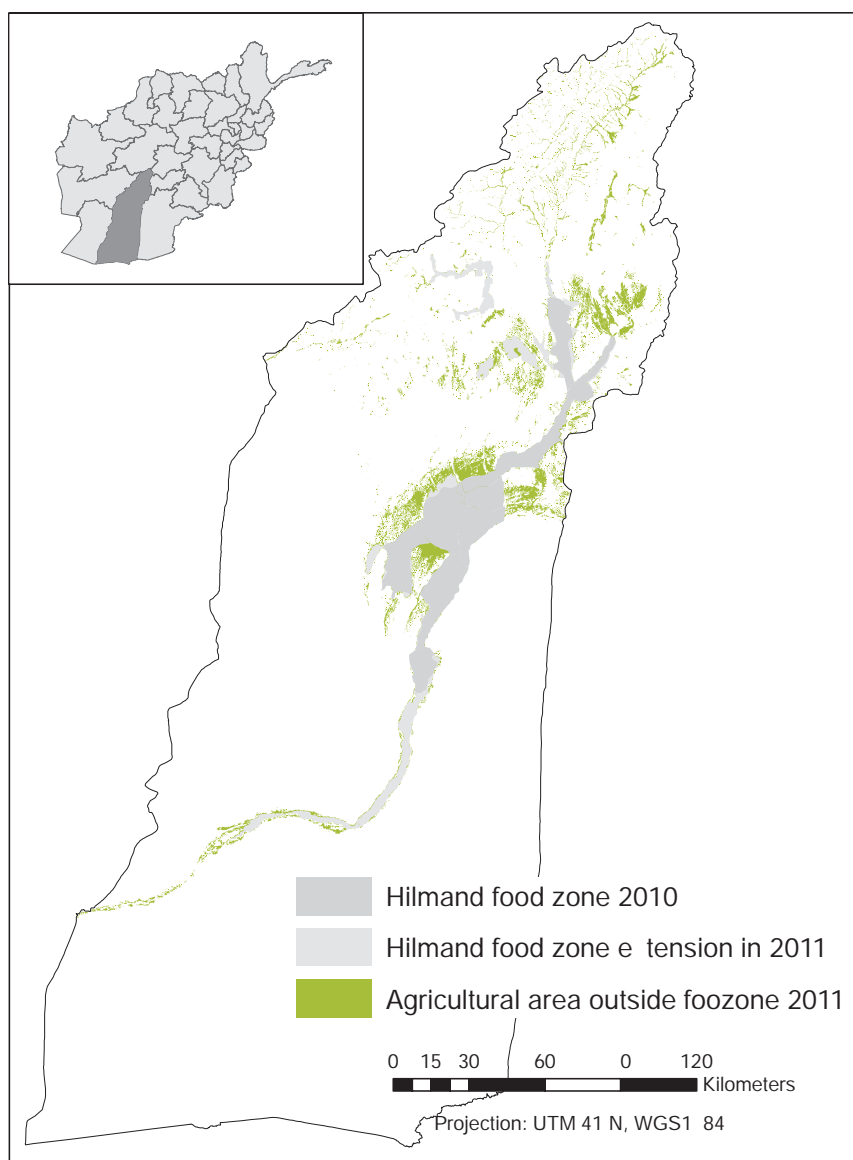 Hilmand food zone 2010
Hilmand food zone e tension in 2011
Agricultural area outside foozone 2011
0 15 30 60 0 120
Kilometers
Projection: UTM 41 N, WGS1 84